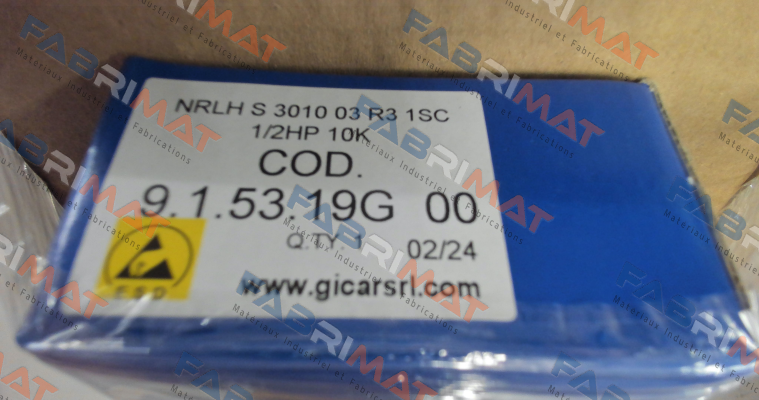 NRLH S 3010 03 R3 1SC
1/2HP 10K
COD.
9.1.53.19G 00
Q.TY. 1 02/24
ESD
www.gicarsrl.com
FABRIMAT
Materiaux Industriel et Fabrications